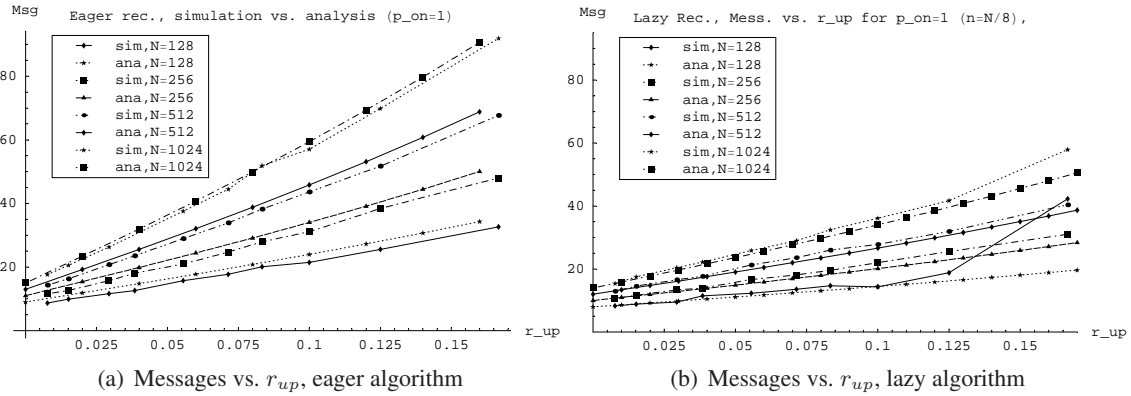 Msg
Eager rec., simulation vs. analysis (p_on=1)
sim,N=128
ana,N=128
sim,N=256
ana,N=256
sim,N=512
ana,N=512
sim,N=1024
ana,N=1024
80
60
40
20
0.025
0.05
0.075
0.1
0.125
0.15
r_up
(a) Messages vs. r_up, eager algorithm
Msg
Lazy Rec., Mess. vs. r_up for p_on=1 (n=N/8),
sim,N=128
ana,N=128
sim,N=256
ana,N=256
sim,N=512
ana,N=512
sim,N=1024
ana,N=1024
80
60
40
20
0.025
0.05
0.075
0.1
0.125
0.15
r_up
(b) Messages vs. r_up, lazy algorithm